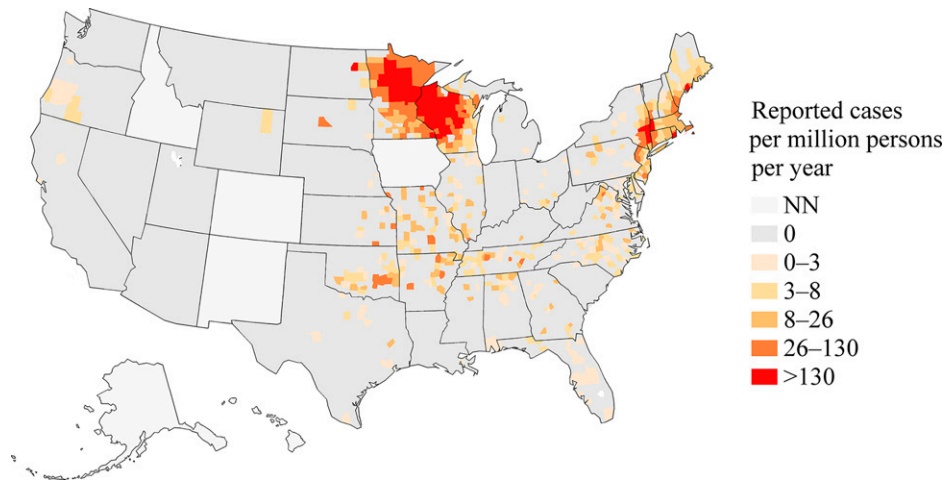 Reported cases
per million persons
per year
NN
0
0–3
3–8
8–26
26–130
>130